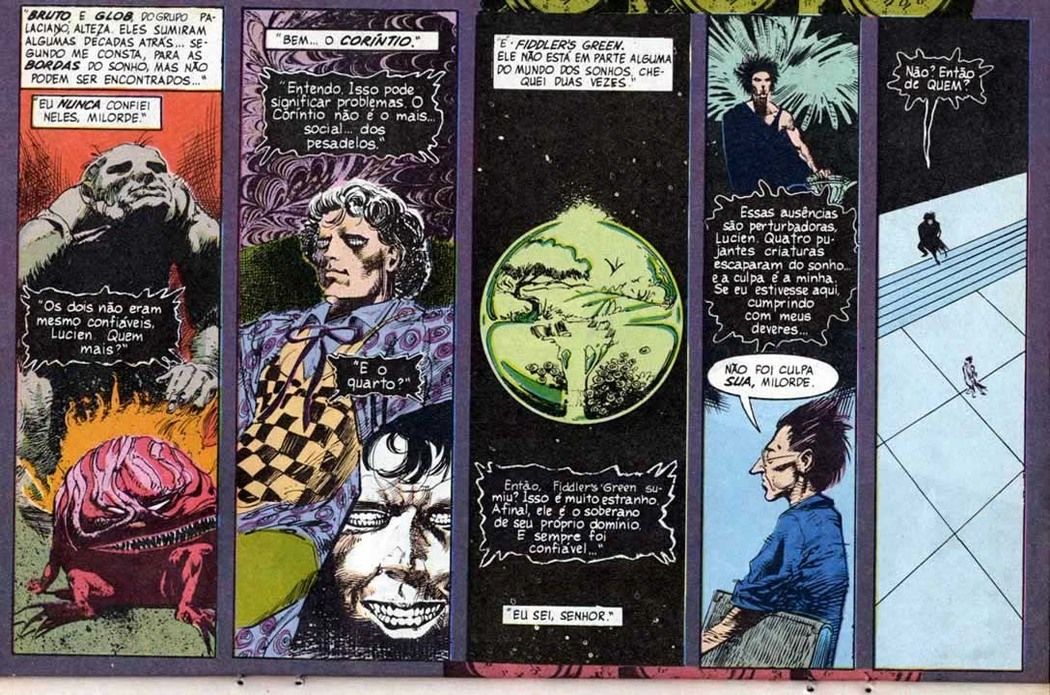 "BRUTO E GLOB, DO GRUPO PA-
LACIANO, ALTEZA. ELES SUMIRAM
ALGUMAS DÉCADAS ATRÁS... SE-
GUNDO ME CONSTA, PARA AS
BORDAS DO SONHO, MAS NÃO
PODEM SER ENCONTRADOS..."
"EU NUNCA CONFIEI
NELES, MILORDE."
"Os dois não eram
mesmo confiáveis,
Lucien. Quem
mais?"
"BEM... O CORÍNTIO."
"Entendo. Isso pode
significar problemas. O
Coríntio não é o mais...
social... dos
pesadelos."
"E o
quarto?"
"É FIDDLER'S GREEN.
ELE NÃO ESTÁ EM PARTE ALGUMA
DO MUNDO DOS SONHOS, CHE-
QUEI DUAS VEZES."
Então, Fiddler's Green su-
miu? Isso é muito estranho.
Afinal, ele é o soberano
de seu próprio domínio.
E sempre foi
confiável..."
"EU SEI, SENHOR."
Essas ausências
são perturbadoras,
Lucien. Quatro pu-
jantes criaturas
escaparam do sonho...
e a culpa é a minha.
Se eu estivesse aqui,
cumprindo
com meus
deveres...
NÃO FOI CULPA
SUA, MILORDE.
Não? Então
de QUEM?